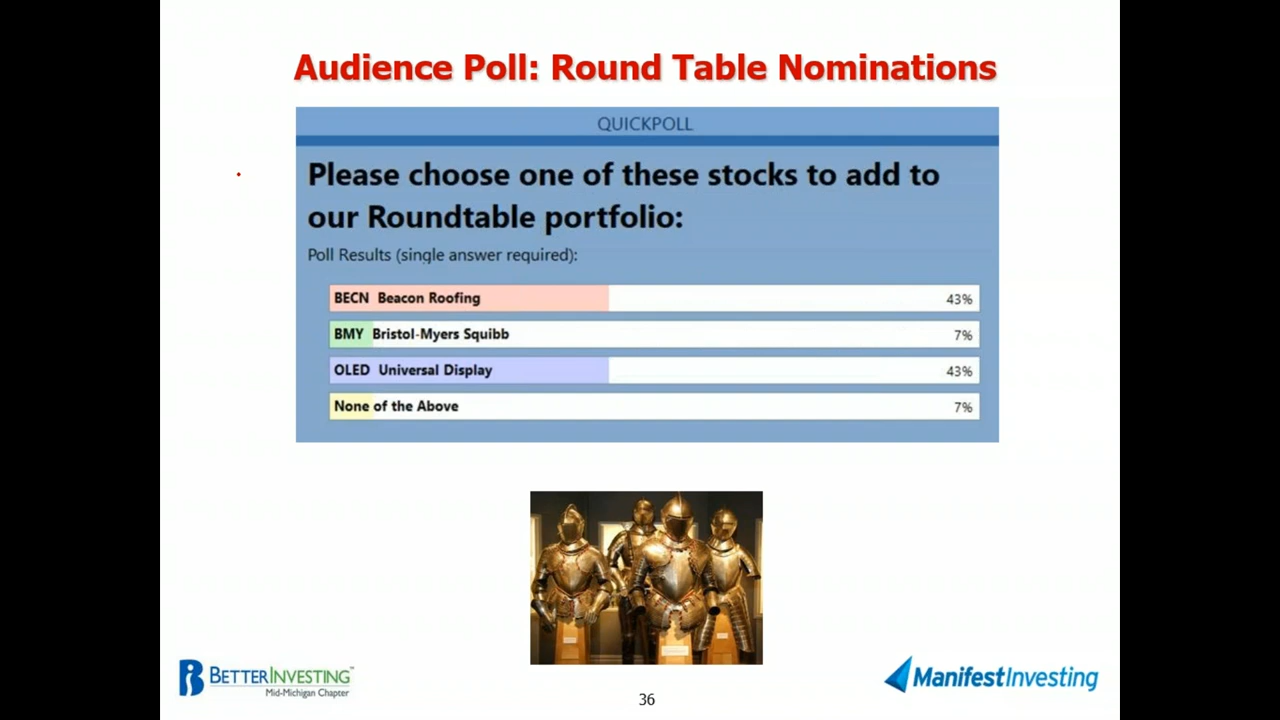 Audience Poll: Round Table Nominations
QUICKPOLL
Please choose one of these stocks to add to
our Roundtable portfolio:
Poll Results (single answer required):
BECN Beacon Roofing 43%
BMY Bristol-Myers Squibb 7%
OLED Universal Display 43%
None of the Above 7%
BETTERINVESTING™
Mid-Michigan Chapter
36
ManifestInvesting